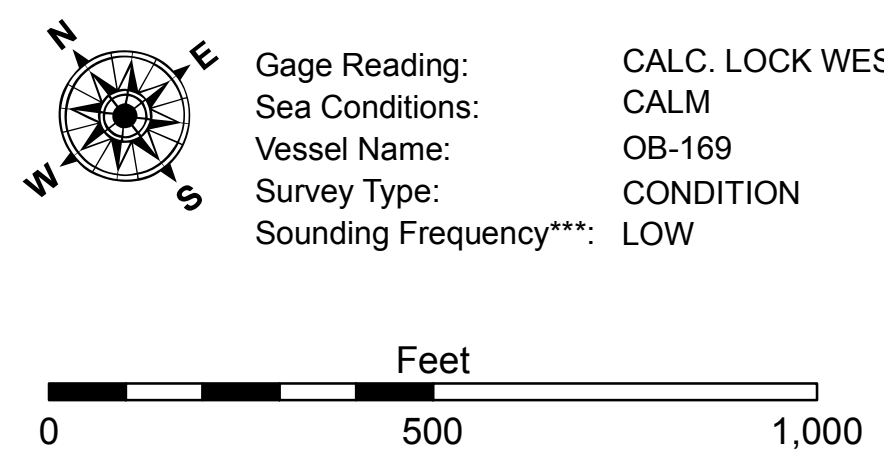 N
E
W
S
Gage Reading: CALC. LOCK WES
Sea Conditions: CALM
Vessel Name: OB-169
Survey Type: CONDITION
Sounding Frequency***: LOW
Feet
0 500 1,000